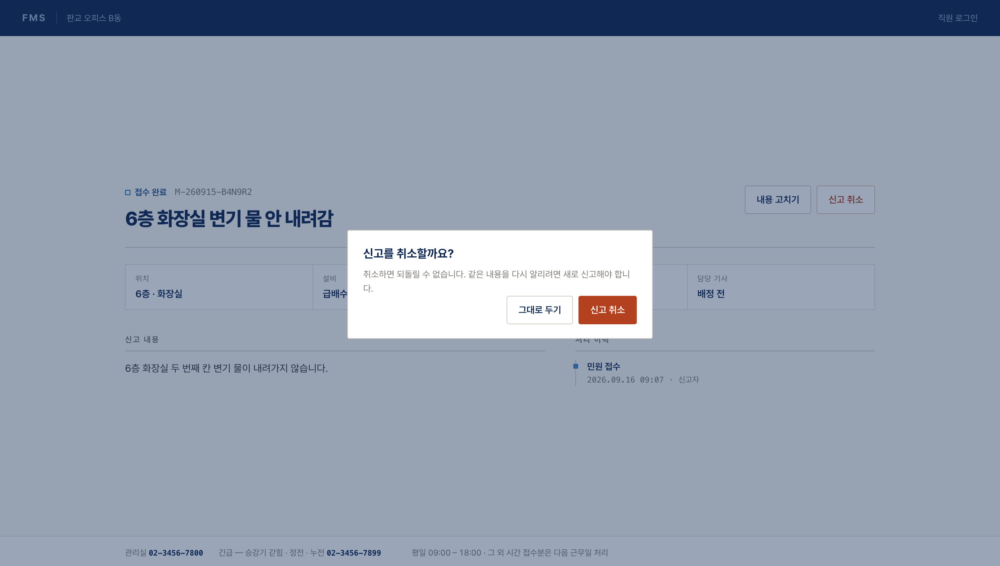 FMS 판교 오피스 B동 직원 로그인
접수 완료 M-260915-B4N9R2
내용 고치기 신고 취소
6층 화장실 변기 물 안 내려감
신고를 취소할까요?
취소하면 되돌릴 수 없습니다. 같은 내용을 다시 알리려면 새로 신고해야 합니
다.
그대로 두기 신고 취소
위치 설비 담당 기사
6층 · 화장실 급배수 배정 전
신고 내용
6층 화장실 두 번째 칸 변기 물이 내려가지 않습니다.
처리 이력
민원 접수
2026.09.16 09:07 · 신고자
관리실 02-3456-7800 긴급 — 승강기 갇힘 · 정전 · 누전 02-3456-7899 평일 09:00 – 18:00 · 그 외 시간 접수분은 다음 근무일 처리